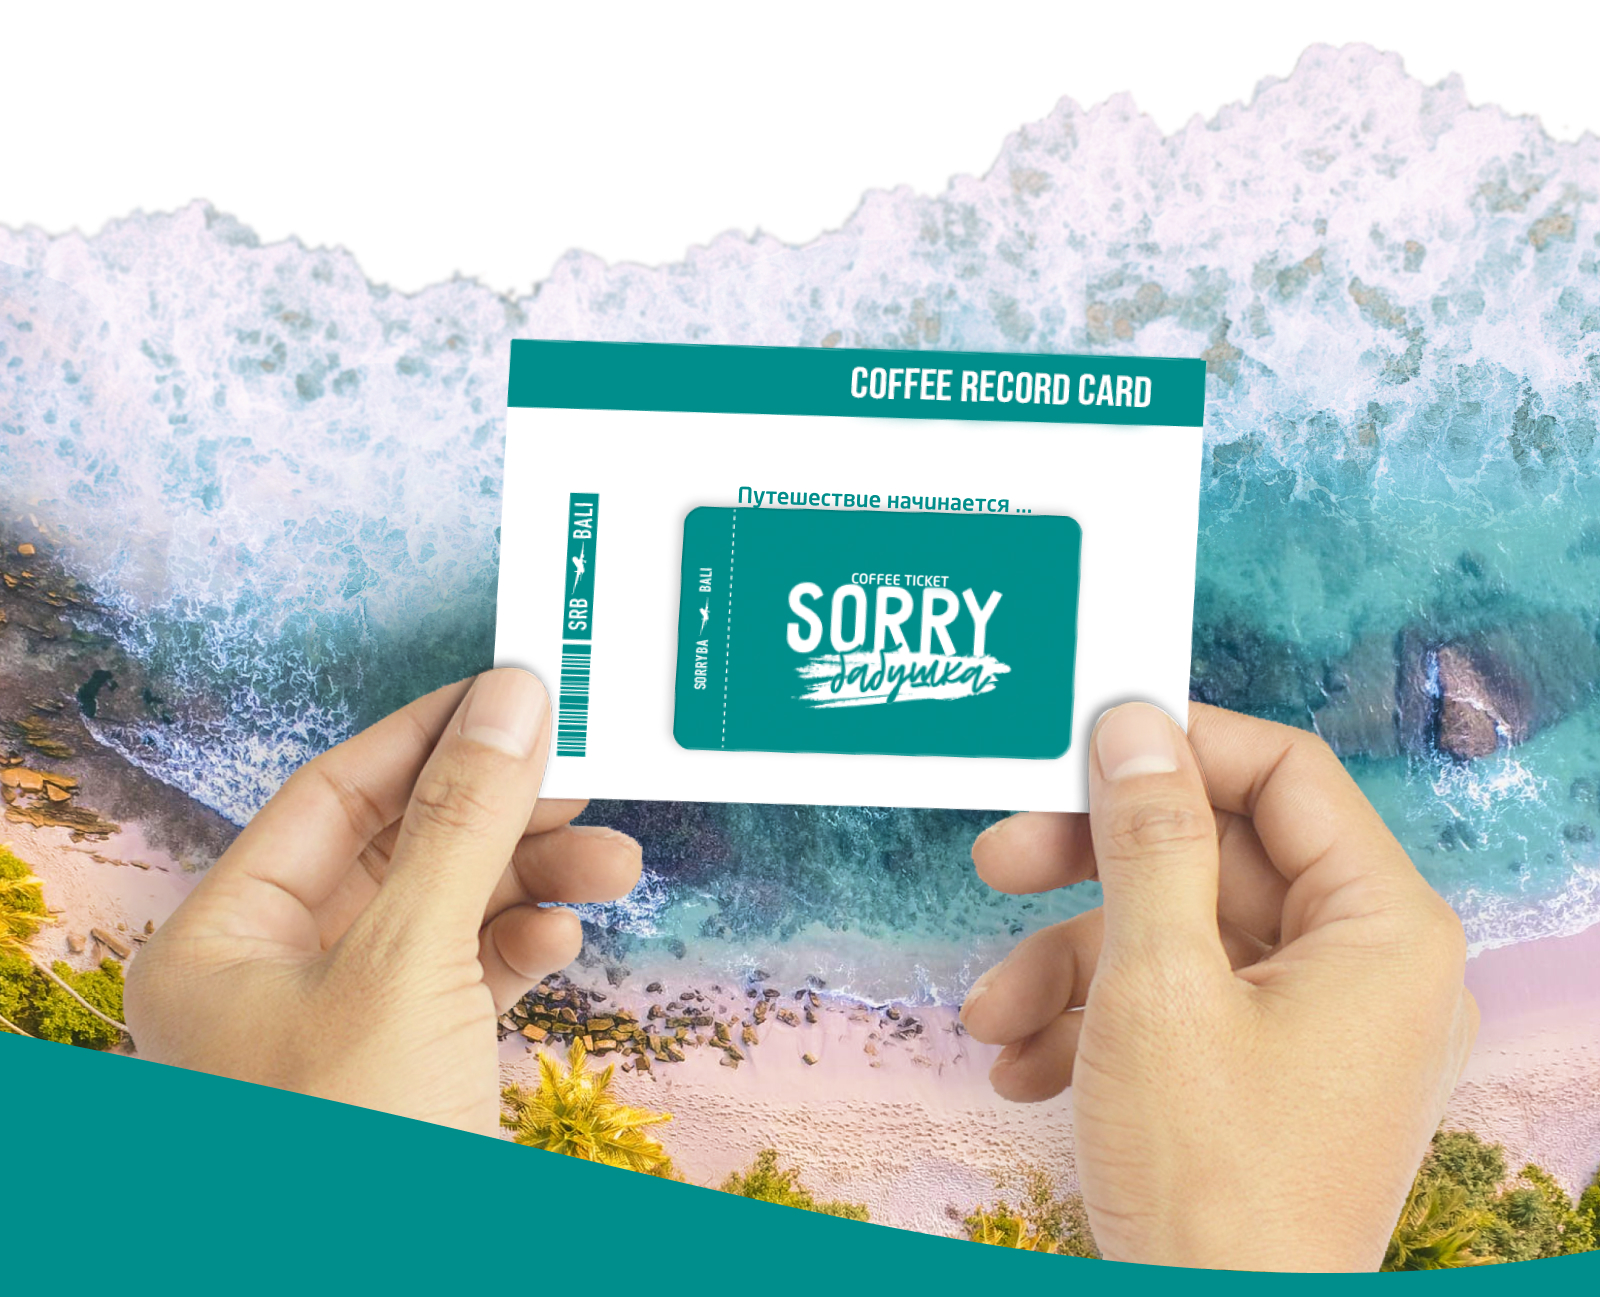 COFFEE RECORD CARD
Путешествие начинается ...
SRB BALI
SORRYBA BALI
COFFEE TICKET
SORRY
бабушка